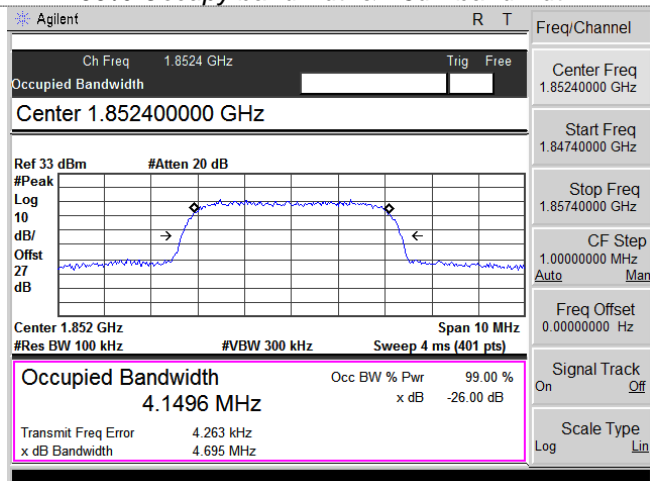 Agilent R T
Ch Freq 1.8524 GHz Trig Free
Occupied Bandwidth
Center 1.852400000 GHz
Ref 33 dBm #Atten 20 dB
#Peak
Log
10
dB/
Offst
27
dB
Center 1.852 GHz Span 10 MHz
#Res BW 100 kHz #VBW 300 kHz Sweep 4 ms (401 pts)
Occupied Bandwidth Occ BW % Pwr 99.00 %
4.1496 MHz x dB -26.00 dB
Transmit Freq Error 4.263 kHz
x dB Bandwidth 4.695 MHz
Freq/Channel
Center Freq
1.85240000 GHz
Start Freq
1.84740000 GHz
Stop Freq
1.85740000 GHz
CF Step
1.00000000 MHz
Auto Man
Freq Offset
0.00000000 Hz
Signal Track
On Off
Scale Type
Log Lin